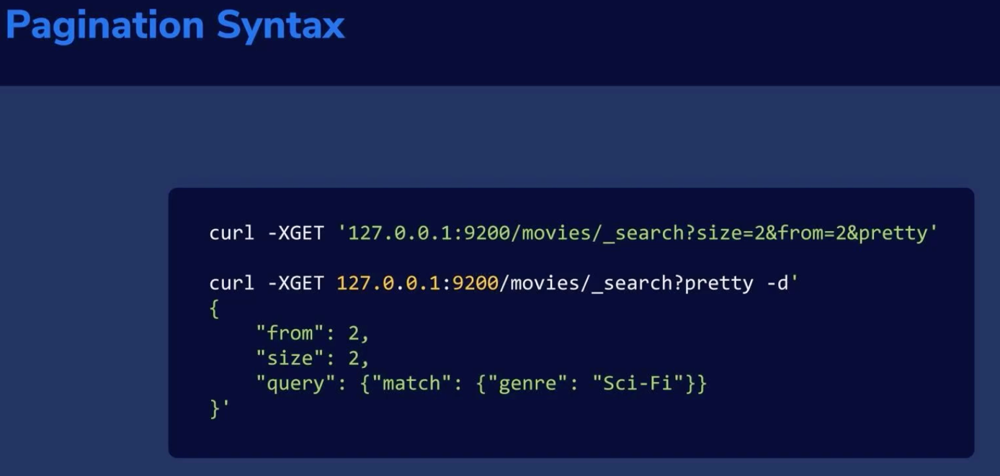 Pagination Syntax
curl -XGET '127.0.0.1:9200/movies/_search?size=2&from=2&pretty'
curl -XGET 127.0.0.1:9200/movies/_search?pretty -d'
{
"from": 2,
"size": 2,
"query": {"match": {"genre": "Sci-Fi"}}
}'